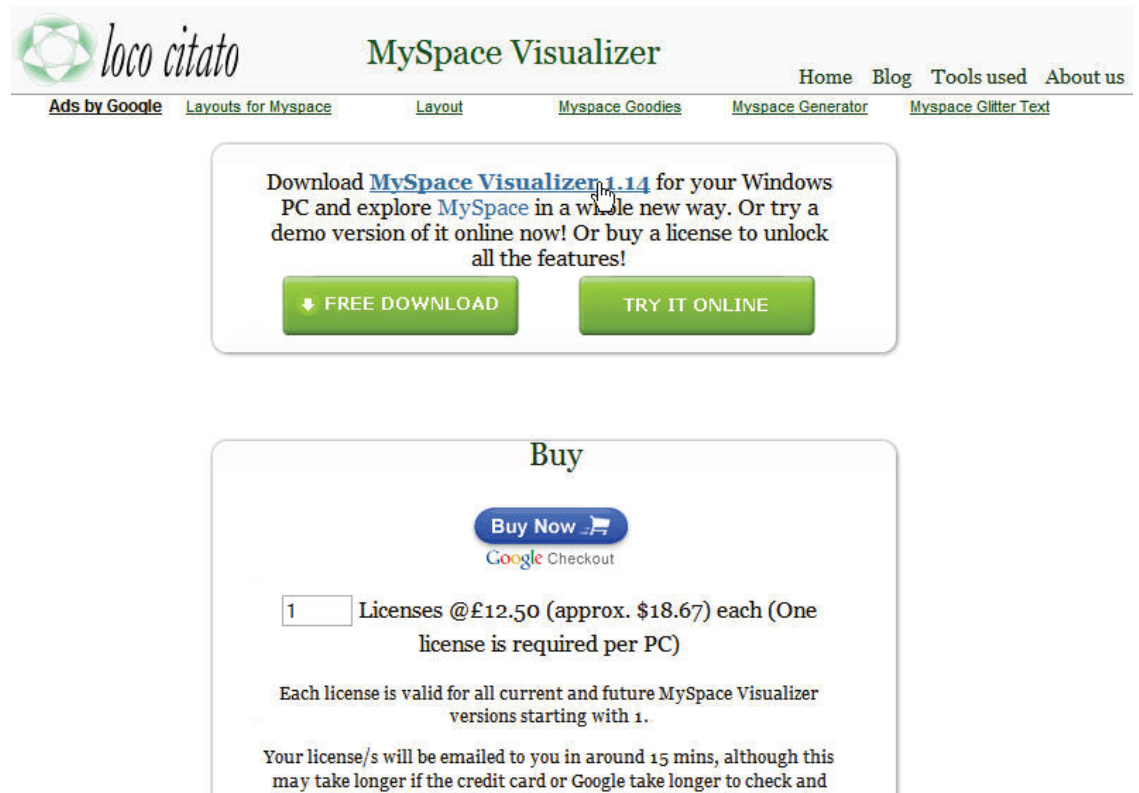 loco citato
MySpace Visualizer
Home Blog Tools used About us
Ads by Google Layouts for Myspace Layout Myspace Goodies Myspace Generator Myspace Glitter Text
Download MySpace Visualizer 1.14 for your Windows
PC and explore MySpace in a whole new way. Or try a
demo version of it online now! Or buy a license to unlock
all the features!
FREE DOWNLOAD TRY IT ONLINE
Buy
Buy Now
Google Checkout
1 Licenses @£12.50 (approx. $18.67) each (One
license is required per PC)
Each license is valid for all current and future MySpace Visualizer
versions starting with 1.
Your license/s will be emailed to you in around 15 mins, although this
may take longer if the credit card or Google take longer to check and